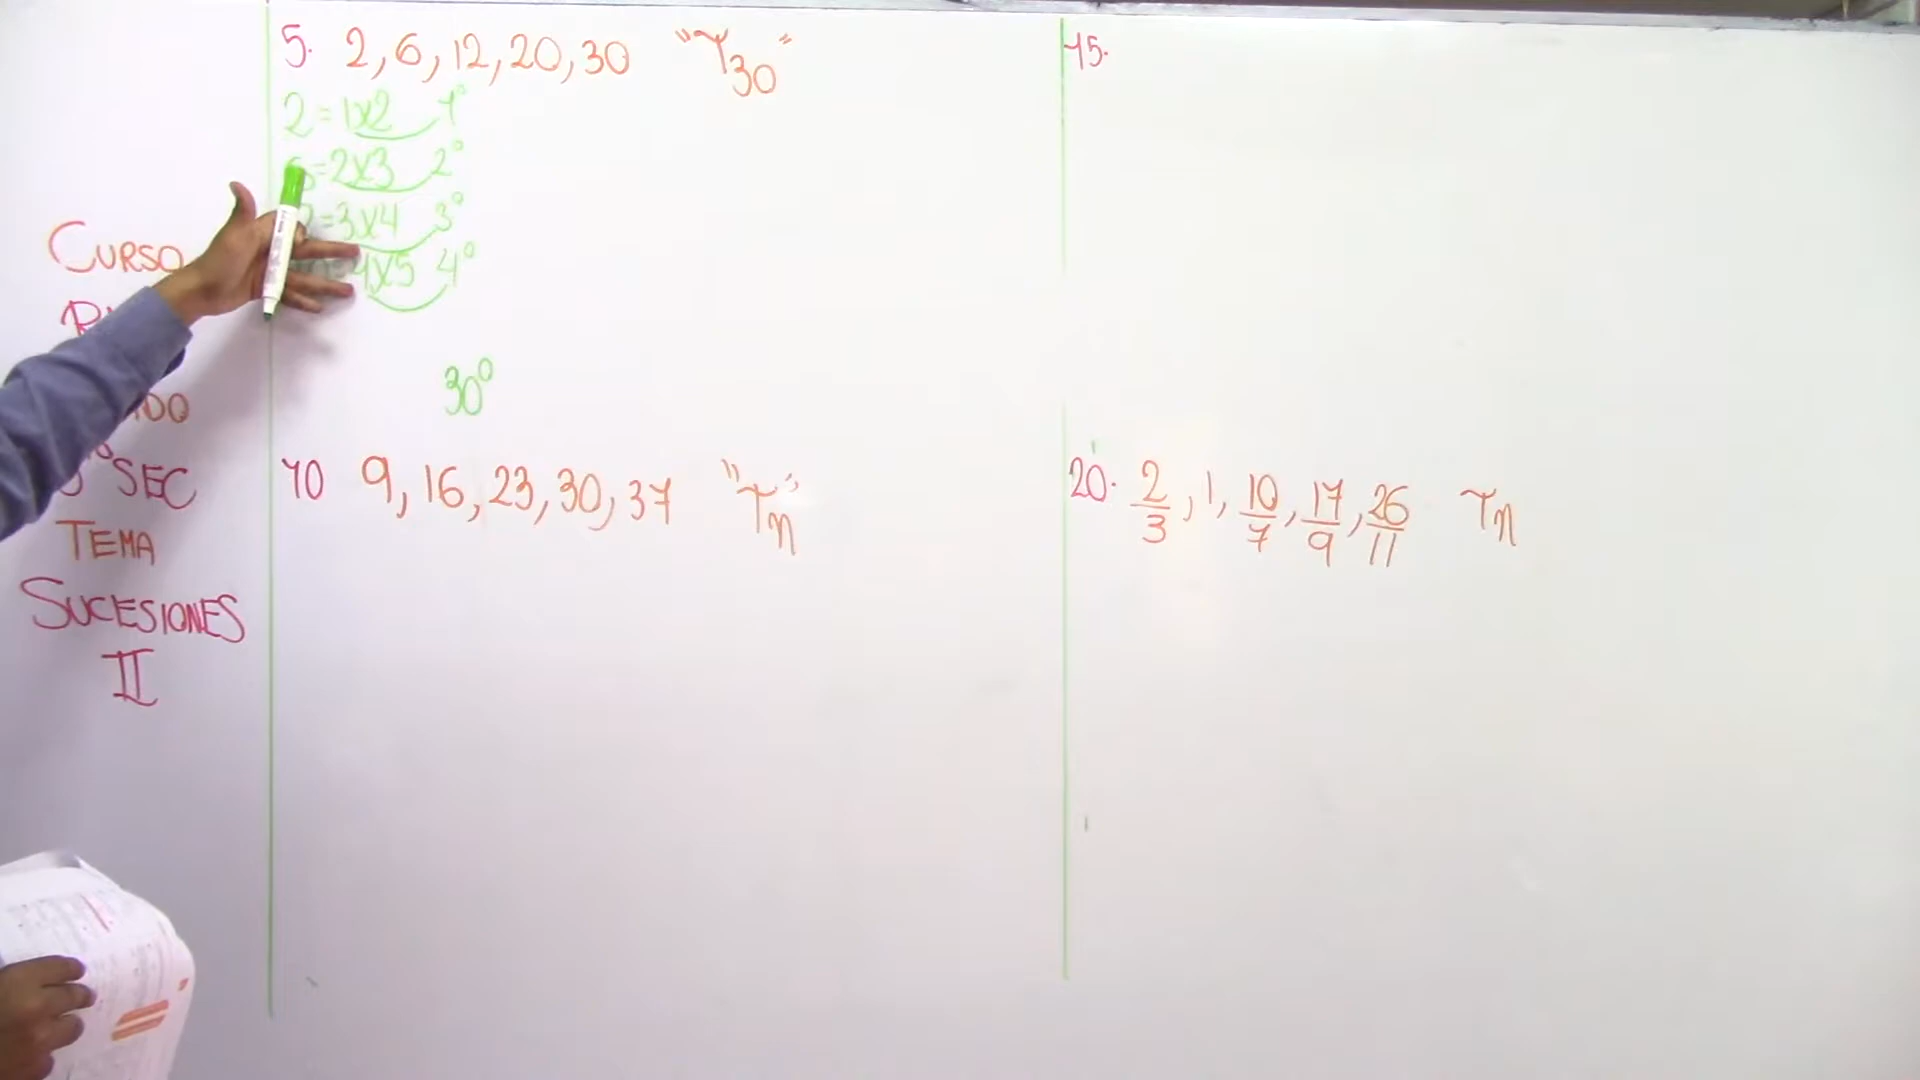 CURSO
SEC
TEMA
SUCESIONES
II
5. 2, 6, 12, 20, 30 "T30"
2 = 1x2 1°
6 = 2x3 2°
=3x4 3°
4x5 4°
30°
10 9, 16, 23, 30, 37 "Tn"
15.
20. 2/3, 1, 10/7, 17/9, 26/11 Tn